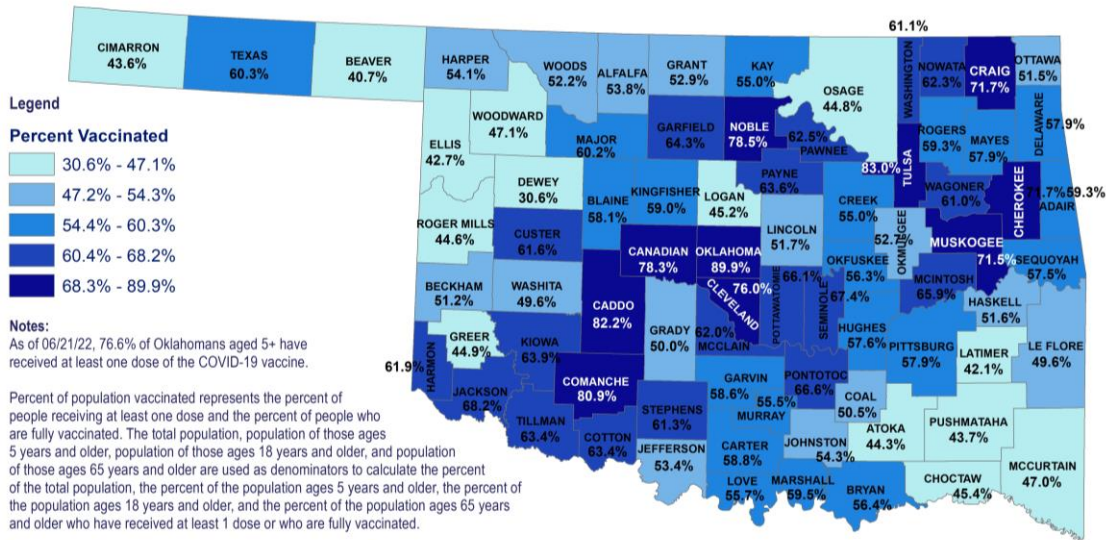 61.1%
CIMARRON
43.6%
TEXAS
60.3%
BEAVER
40.7%
HARPER
54.1%
WOODS
52.2%
ALFALFA
53.8%
GRANT
52.9%
KAY
55.0%
OSAGE
44.8%
WASHINGTON
NOWATA
62.3%
CRAIG
71.7%
OTTAWA
51.5%
Legend
Percent Vaccinated
30.6% - 47.1%
47.2% - 54.3%
54.4% - 60.3%
60.4% - 68.2%
68.3% - 89.9%
WOODWARD
47.1%
ELLIS
42.7%
MAJOR
60.2%
GARFIELD
64.3%
NOBLE
78.5%
62.5%
PAWNEE
83.0%
TULSA
ROGERS
59.3%
MAYES
57.9%
DELAWARE
57.9%
DEWEY
30.6%
BLAINE
58.1%
KINGFISHER
59.0%
LOGAN
45.2%
PAYNE
63.6%
CREEK
55.0%
WAGONER
61.0%
CHEROKEE
71.7%
59.3%
ADAIR
ROGER MILLS
44.6%
CUSTER
61.6%
CANADIAN
78.3%
OKLAHOMA
89.9%
LINCOLN
51.7%
52.7%
OKMULGEE
MUSKOGEE
71.5%
SEQUOYAH
57.5%
BECKHAM
51.2%
WASHITA
49.6%
CADDO
82.2%
GRADY
50.0%
76.0%
CLEVELAND
62.0%
MCCLAIN
POTTAWATOMIE
66.1%
SEMINOLE
67.4%
OKFUSKEE
56.3%
MCINTOSH
65.9%
HASKELL
51.6%
Notes:
As of 06/21/22, 76.6% of Oklahomans aged 5+ have
received at least one dose of the COVID-19 vaccine.
Percent of population vaccinated represents the percent of
people receiving at least one dose and the percent of people who
are fully vaccinated. The total population, population of those ages
5 years and older, population of those ages 18 years and older, and population
of those ages 65 years and older are used as denominators to calculate the percent
of the total population, the percent of the population ages 5 years and older, the percent of
the population ages 18 years and older, and the percent of the population ages 65 years
and older who have received at least 1 dose or who are fully vaccinated.
GREER
44.9%
KIOWA
63.9%
61.9%
HARMON
JACKSON
68.2%
COMANCHE
80.9%
TILLMAN
63.4%
COTTON
63.4%
STEPHENS
61.3%
JEFFERSON
53.4%
GARVIN
58.6%
55.5%
MURRAY
CARTER
58.8%
LOVE
55.7%
HUGHES
57.6%
PITTSBURG
57.9%
LATIMER
42.1%
LE FLORE
49.6%
PONTOTOC
66.6%
COAL
50.5%
ATOKA
44.3%
PUSHMATAHA
43.7%
JOHNSTON
54.3%
MARSHALL
59.5%
BRYAN
56.4%
CHOCTAW
45.4%
MCCURTAIN
47.0%